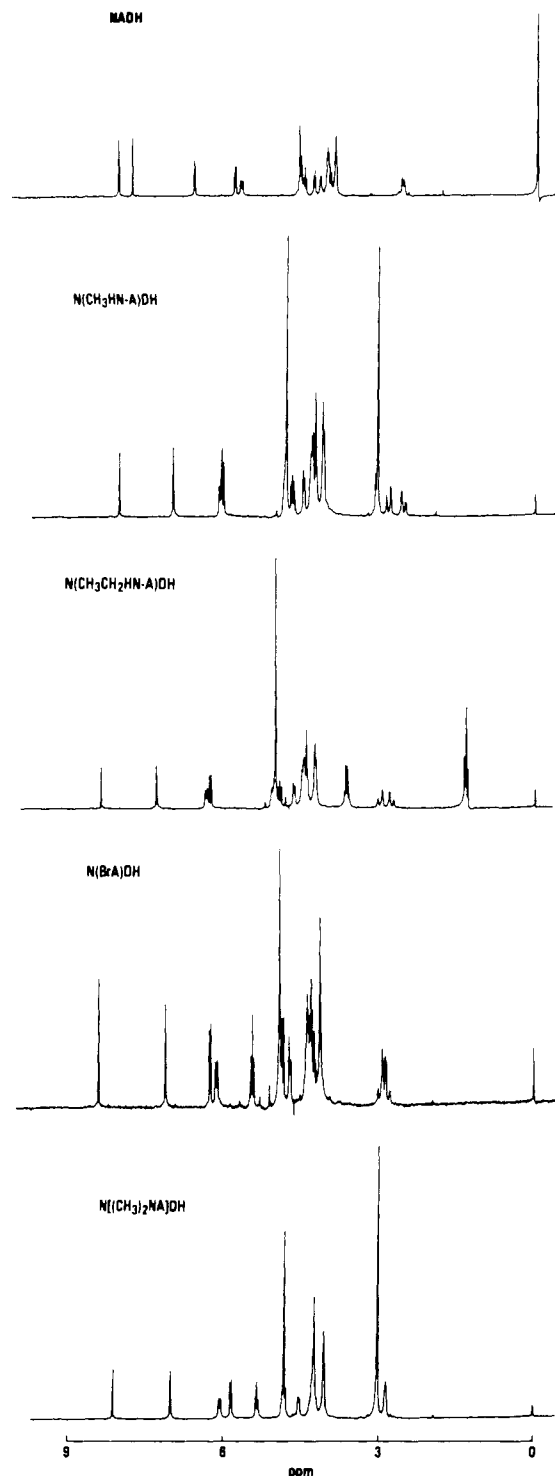 NADH
N(CH₃HN-A)DH
N(CH₃CH₂HN-A)DH
N(BrA)DH
N[(CH₃)₂NA]DH
9 6 3 0
ppm